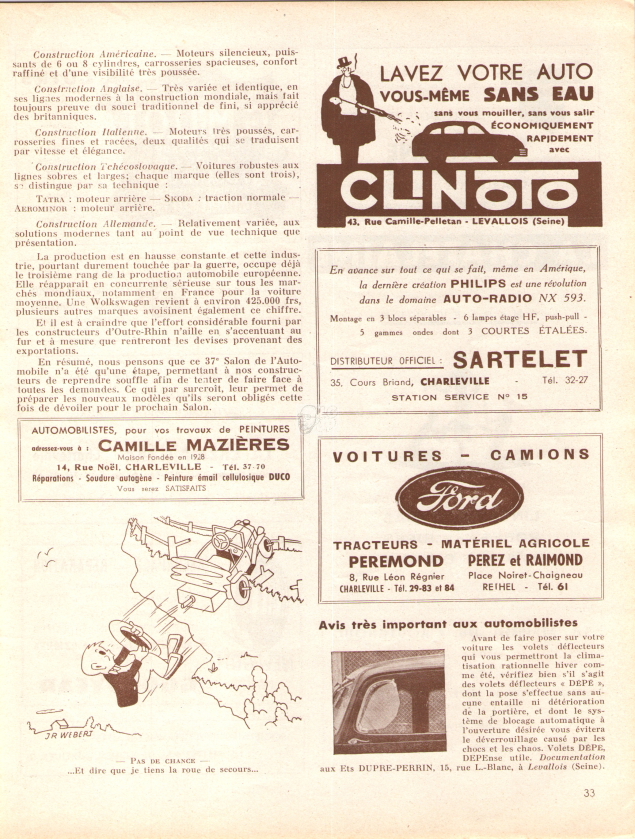 Construction Américaine. — Moteurs silencieux, puis-
sants de 6 ou 8 cylindres, carrosseries spacieuses, confort
raffiné et d'une visibilité très poussée.
Construction Anglaise. — Très variée et identique, en
ses lignes modernes à la construction mondiale, mais fait
toujours preuve du souci traditionnel de fini, si apprécié
des britanniques.
Construction Italienne. — Moteurs très poussés, car-
rosseries fines et racées, deux qualités qui se traduisent
par vitesse et élégance.
Construction Tchécoslovaque. — Voitures robustes aux
lignes sobres et larges; chaque marque (elles sont trois),
se distingue par sa technique :
TATRA : moteur arrière — SKODA : traction normale —
AEROMINOR : moteur arrière.
Construction Allemande. — Relativement variée, aux
solutions modernes tant au point de vue technique que
présentation.
La production est en hausse constante et cette indus-
trie, pourtant durement touchée par la guerre, occupe déjà
le troisième rang de la production automobile européenne.
Elle réapparaît en concurrente sérieuse sur tous les mar-
chés mondiaux, notamment en France pour la voiture
moyenne. Une Wolkswagen revient à environ 425.000 frs,
plusieurs autres marques avoisinent également ce chiffre.
Et il est à craindre que l'effort considérable fourni par
les constructeurs d'Outre-Rhin n'aille en s'accentuant au
fur et à mesure que rentreront les devises provenant des
exportations.
En résumé, nous pensons que ce 37e Salon de l'Auto-
mobile n'a été qu'une étape, permettant à nos construc-
teurs de reprendre souffle afin de tenter de faire face à
toutes les demandes. Ce qui par surcroît, leur permet de
préparer les nouveaux modèles qu'ils seront obligés cette
fois de dévoiler pour le prochain Salon.
AUTOMOBILISTES, pour vos travaux de PEINTURES
adressez-vous à : CAMILLE MAZIÈRES
Maison Fondée en 1928
14, Rue Noël, CHARLEVILLE - Tél. 37-70
Réparations - Soudure autogène - Peinture émail cellulosique DUCO
Vous serez SATISFAITS
J.R WIBERT
— PAS DE CHANCE —
...Et dire que je tiens la roue de secours...
LAVEZ VOTRE AUTO
VOUS-MÊME SANS EAU
sans vous mouiller, sans vous salir
ÉCONOMIQUEMENT
RAPIDEMENT
avec
CLINOTO
43, Rue Camille-Pelletan - LEVALLOIS (Seine)
En avance sur tout ce qui se fait, même en Amérique,
la dernière création PHILIPS est une révolution
dans le domaine AUTO-RADIO NX 593.
Montage en 3 blocs séparables - 6 lampes étage HF, push-pull -
5 gammes ondes dont 3 COURTES ÉTALÉES.
DISTRIBUTEUR OFFICIEL : SARTELET
35, Cours Briand, CHARLEVILLE - Tél. 32-27
STATION SERVICE N° 15
VOITURES - CAMIONS
Ford
TRACTEURS - MATÉRIEL AGRICOLE
PEREMOND
8, Rue Léon Régnier
CHARLEVILLE - Tél. 29-83 et 84
PEREZ et RAIMOND
Place Noiret-Chaigneau
RETHEL - Tél. 61
Avis très important aux automobilistes
Avant de faire poser sur votre
voiture les volets déflecteurs
qui vous permettront la clima-
tisation rationnelle hiver com-
me été, vérifiez bien s'il s'agit
des volets déflecteurs « DEPE »,
dont la pose s'effectue sans au-
cune entaille ni détérioration
de la portière, et dont le sys-
tème de blocage automatique à
l'ouverture désirée vous évitera
le déverrouillage causé par les
chocs et les chaos. Volets DEPE,
DEPEnse utile. Documentation
aux Ets DUPRE-PERRIN, 15, rue L.-Blanc, à Levallois (Seine).
33